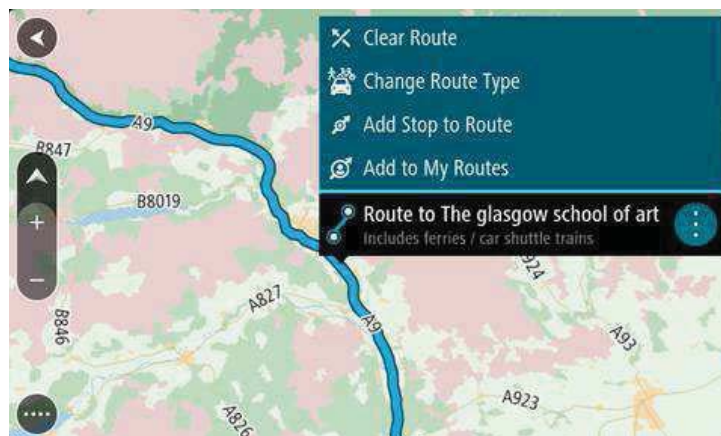 Clear Route
Change Route Type
Add Stop to Route
Add to My Routes
Route to The glasgow school of art
Includes ferries / car shuttle trains
A9
B847
B8019
A827
A9
B846
A826
A924
A93
A923